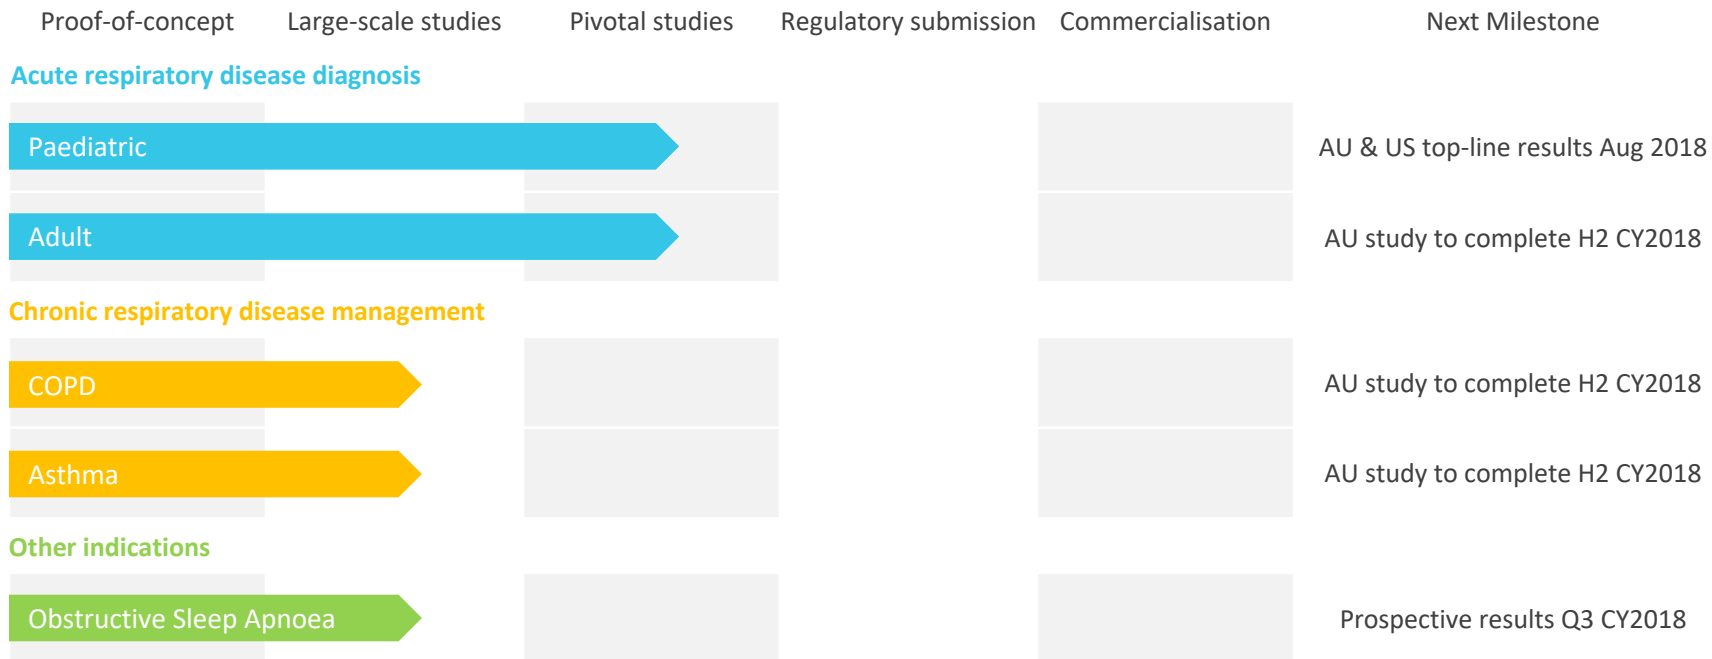 Proof-of-concept Large-scale studies Pivotal studies Regulatory submission Commercialisation Next Milestone
Acute respiratory disease diagnosis
Paediatric AU & US top-line results Aug 2018
Adult AU study to complete H2 CY2018
Chronic respiratory disease management
COPD AU study to complete H2 CY2018
Asthma AU study to complete H2 CY2018
Other indications
Obstructive Sleep Apnoea Prospective results Q3 CY2018